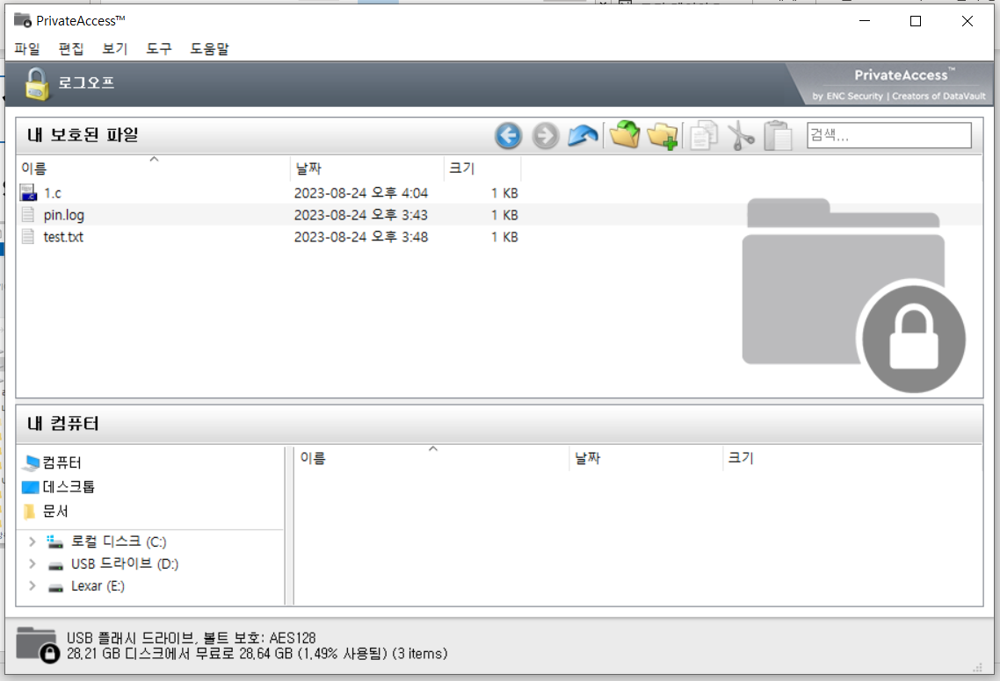 PrivateAccess™
파일 편집 보기 도구 도움말
로그오프
PrivateAccess™
by ENC Security | Creators of DataVault
내 보호된 파일
검색...
이름 날짜 크기
1.c 2023-08-24 오후 4:04 1 KB
pin.log 2023-08-24 오후 3:43 1 KB
test.txt 2023-08-24 오후 3:48 1 KB
내 컴퓨터
컴퓨터
데스크톱
문서
로컬 디스크 (C:)
USB 드라이브 (D:)
Lexar (E:)
이름 날짜 크기
USB 플래시 드라이브, 볼트 보호: AES128
28,21 GB 디스크에서 무료로 28,64 GB (1,49% 사용됨) (3 items)